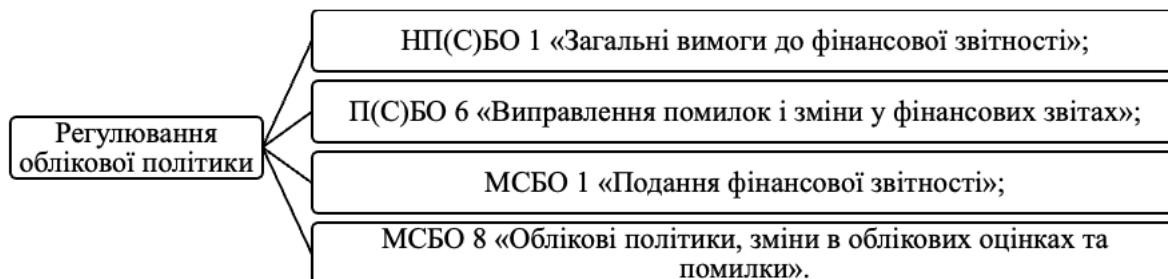 НП(С)БО 1 «Загальні вимоги до фінансової звітності»;
П(С)БО 6 «Виправлення помилок і зміни у фінансових звітах»;
Регулювання
облікової політики
МСБО 1 «Подання фінансової звітності»;
МСБО 8 «Облікові політики, зміни в облікових оцінках та
помилки».